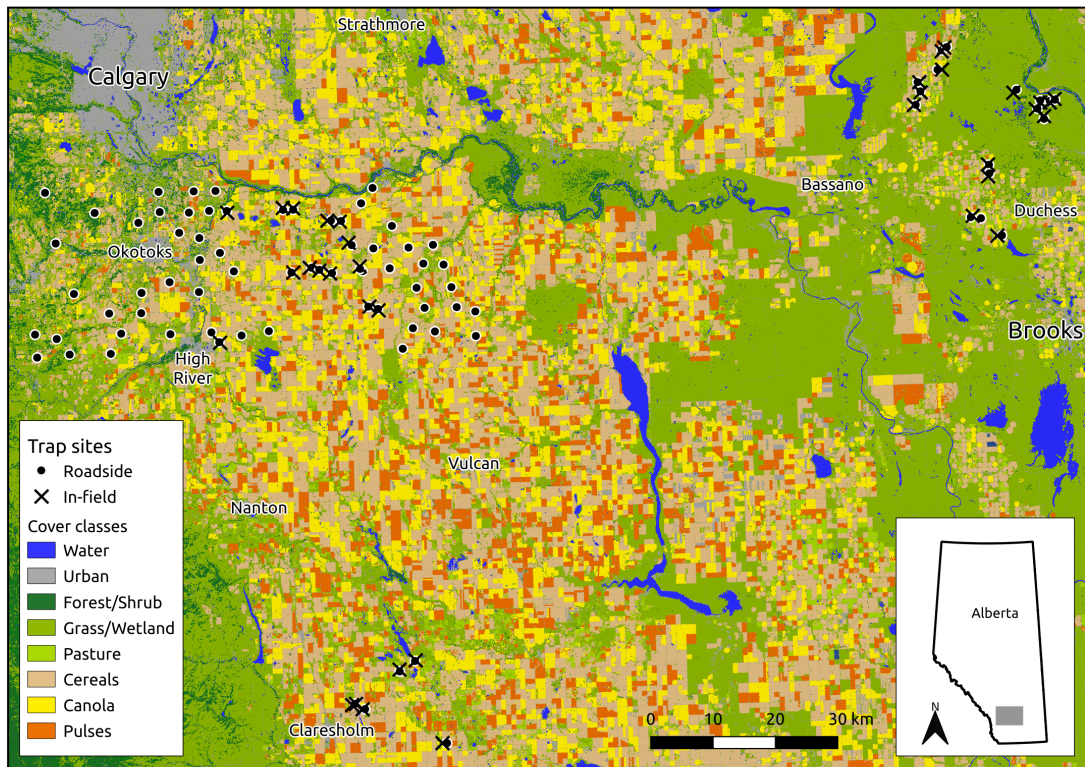 Strathmore
Calgary
Bassano
Duchess
Okotoks
Brooks
High
River
Vulcan
Nanton
Claresholm
Trap sites
Roadside
In-field
Cover classes
Water
Urban
Forest/Shrub
Grass/Wetland
Pasture
Cereals
Canola
Pulses
0 10 20 30 km
Alberta
N